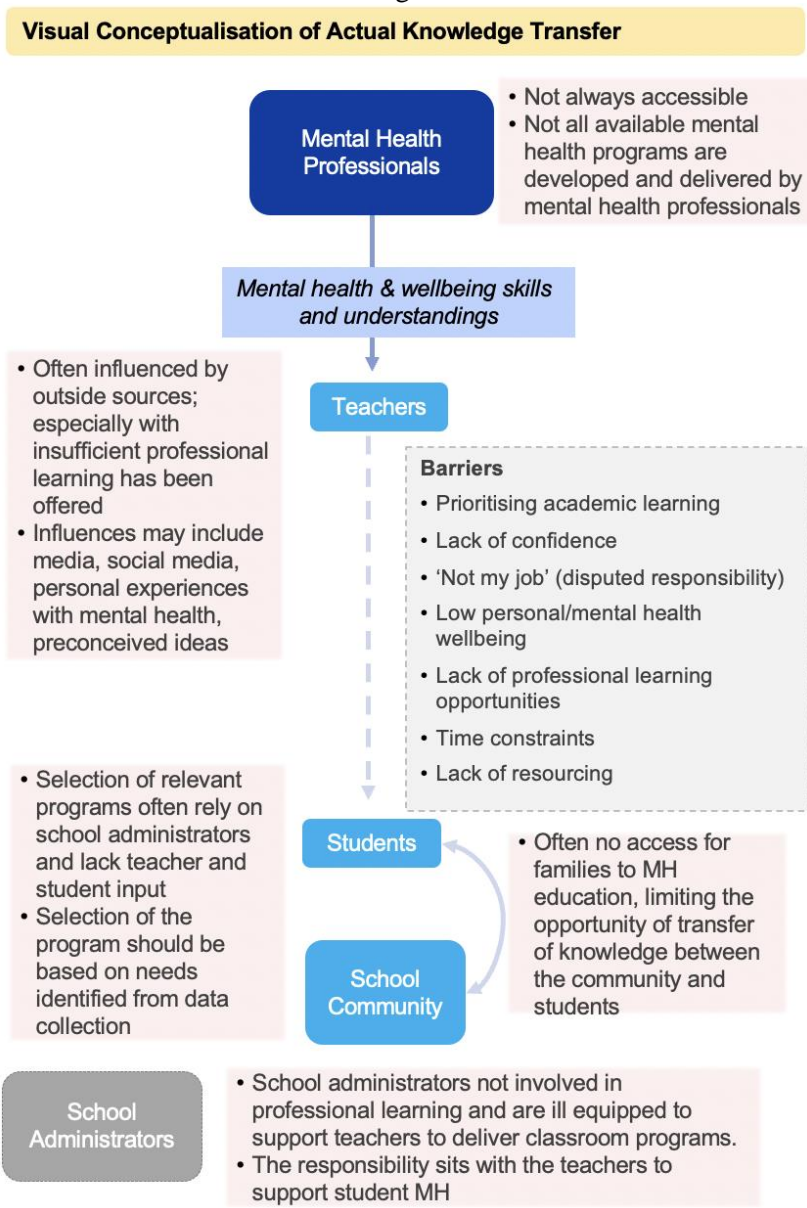 Visual Conceptualisation of Actual Knowledge Transfer
Mental Health
Professionals
• Not always accessible
• Not all available mental
health programs are
developed and delivered by
mental health professionals
Mental health & wellbeing skills
and understandings
• Often influenced by
outside sources;
especially with
insufficient professional
learning has been
offered
• Influences may include
media, social media,
personal experiences
with mental health,
preconceived ideas
Teachers
Barriers
• Prioritising academic learning
• Lack of confidence
• ‘Not my job’ (disputed responsibility)
• Low personal/mental health
wellbeing
• Lack of professional learning
opportunities
• Time constraints
• Lack of resourcing
• Selection of relevant
programs often rely on
school administrators
and lack teacher and
student input
• Selection of the
program should be
based on needs
identified from data
collection
Students
School
Community
• Often no access for
families to MH
education, limiting the
opportunity of transfer
of knowledge between
the community and
students
School
Administrators
• School administrators not involved in
professional learning and are ill equipped to
support teachers to deliver classroom programs.
• The responsibility sits with the teachers to
support student MH